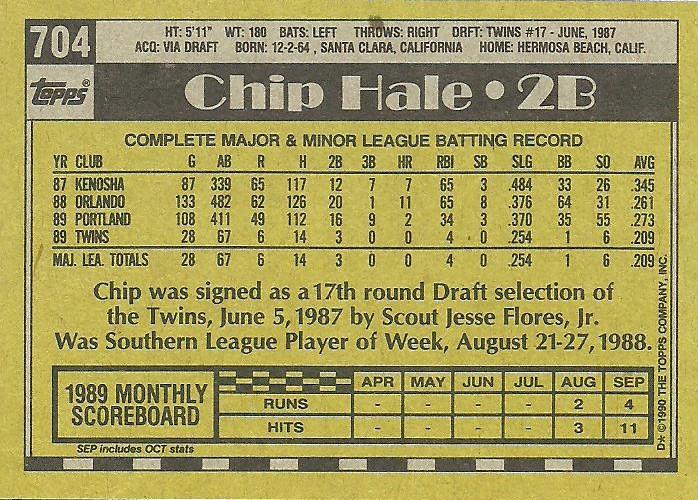 704
HT: 5'11" WT: 180 BATS: LEFT THROWS: RIGHT DRFT: TWINS #17 - JUNE, 1987
ACQ: VIA DRAFT BORN: 12-2-64, SANTA CLARA, CALIFORNIA HOME: HERMOSA BEACH, CALIF.
topps®
Chip Hale • 2B
COMPLETE MAJOR & MINOR LEAGUE BATTING RECORD
YR CLUB G AB R H 2B 3B HR RBI SB SLG BB SO AVG
87 KENOSHA 87 339 65 117 12 7 7 65 3 .484 33 26 .345
88 ORLANDO 133 482 62 126 20 1 11 65 8 .376 64 31 .261
89 PORTLAND 108 411 49 112 16 9 2 34 3 .370 35 55 .273
89 TWINS 28 67 6 14 3 0 0 4 0 .254 1 6 .209
MAJ. LEA. TOTALS 28 67 6 14 3 0 0 4 0 .254 1 6 .209
Chip was signed as a 17th round Draft selection of
the Twins, June 5, 1987 by Scout Jesse Flores, Jr.
Was Southern League Player of Week, August 21-27, 1988.
1989 MONTHLY
SCOREBOARD
APR MAY JUN JUL AUG SEP
RUNS - - - - 2 4
HITS - - - - 3 11
SEP includes OCT stats
D* ©1990 THE TOPPS COMPANY, INC.